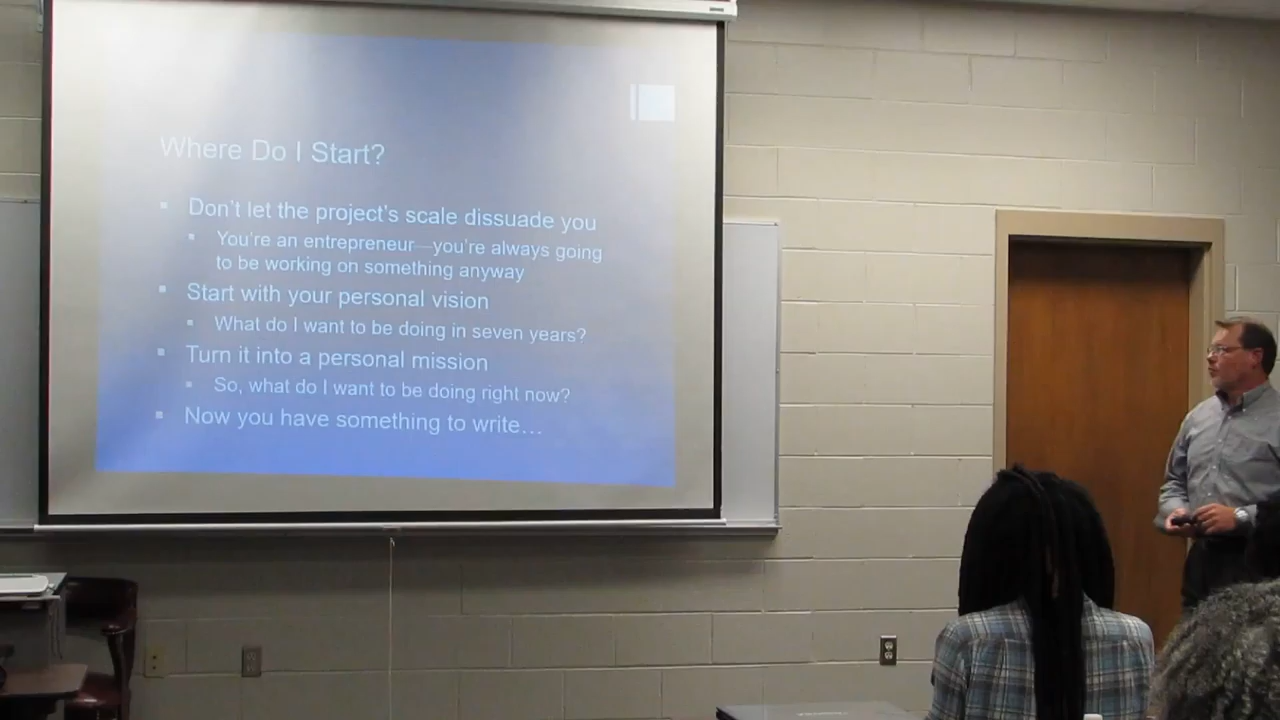 Where Do I Start?
Don't let the project's scale dissuade you
You're an entrepreneur—you're always going
to be working on something anyway
Start with your personal vision
What do I want to be doing in seven years?
Turn it into a personal mission
So, what do I want to be doing right now?
Now you have something to write…